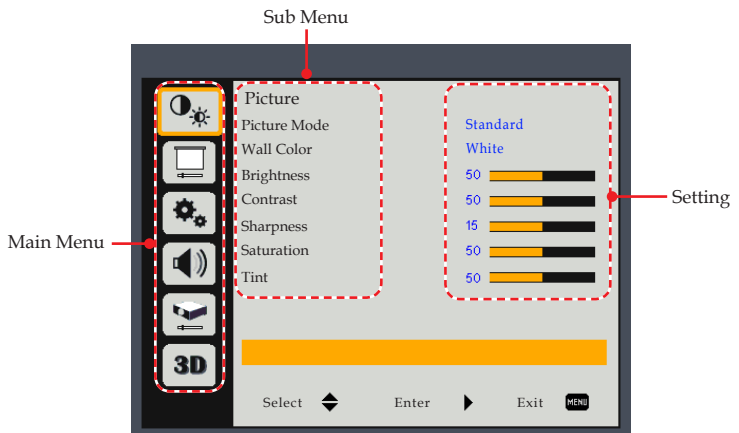 Sub Menu
Picture
Picture Mode Standard
Wall Color White
Brightness 50
Contrast 50
Setting
Sharpness 15
Main Menu
Saturation 50
Tint 50
3D
Select Enter Exit MENU